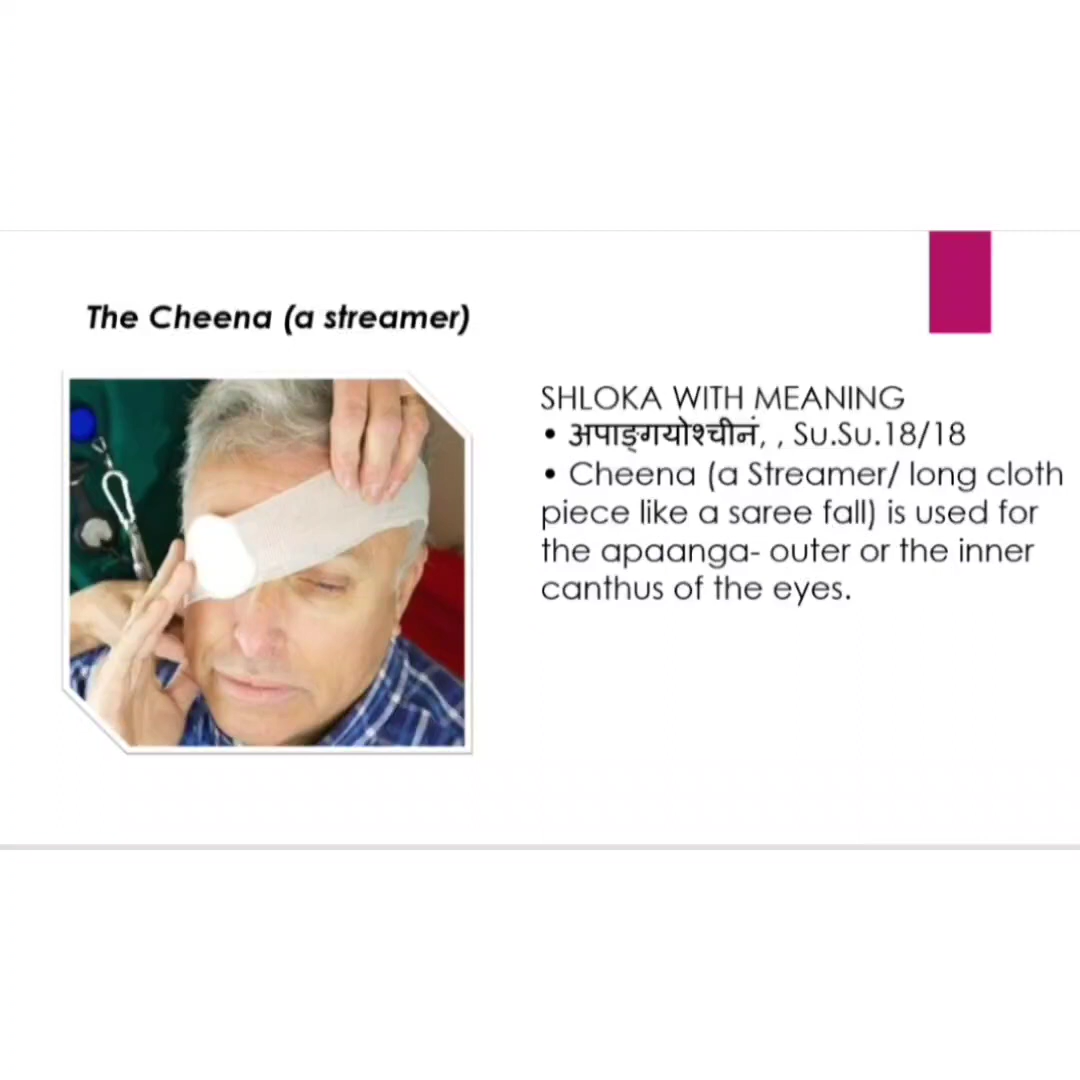 The Cheena (a streamer)
SHLOKA WITH MEANING
• अपाङ्गयोश्चीनं, , Su.Su.18/18
• Cheena (a Streamer/ long cloth
piece like a saree fall) is used for
the apaanga- outer or the inner
canthus of the eyes.